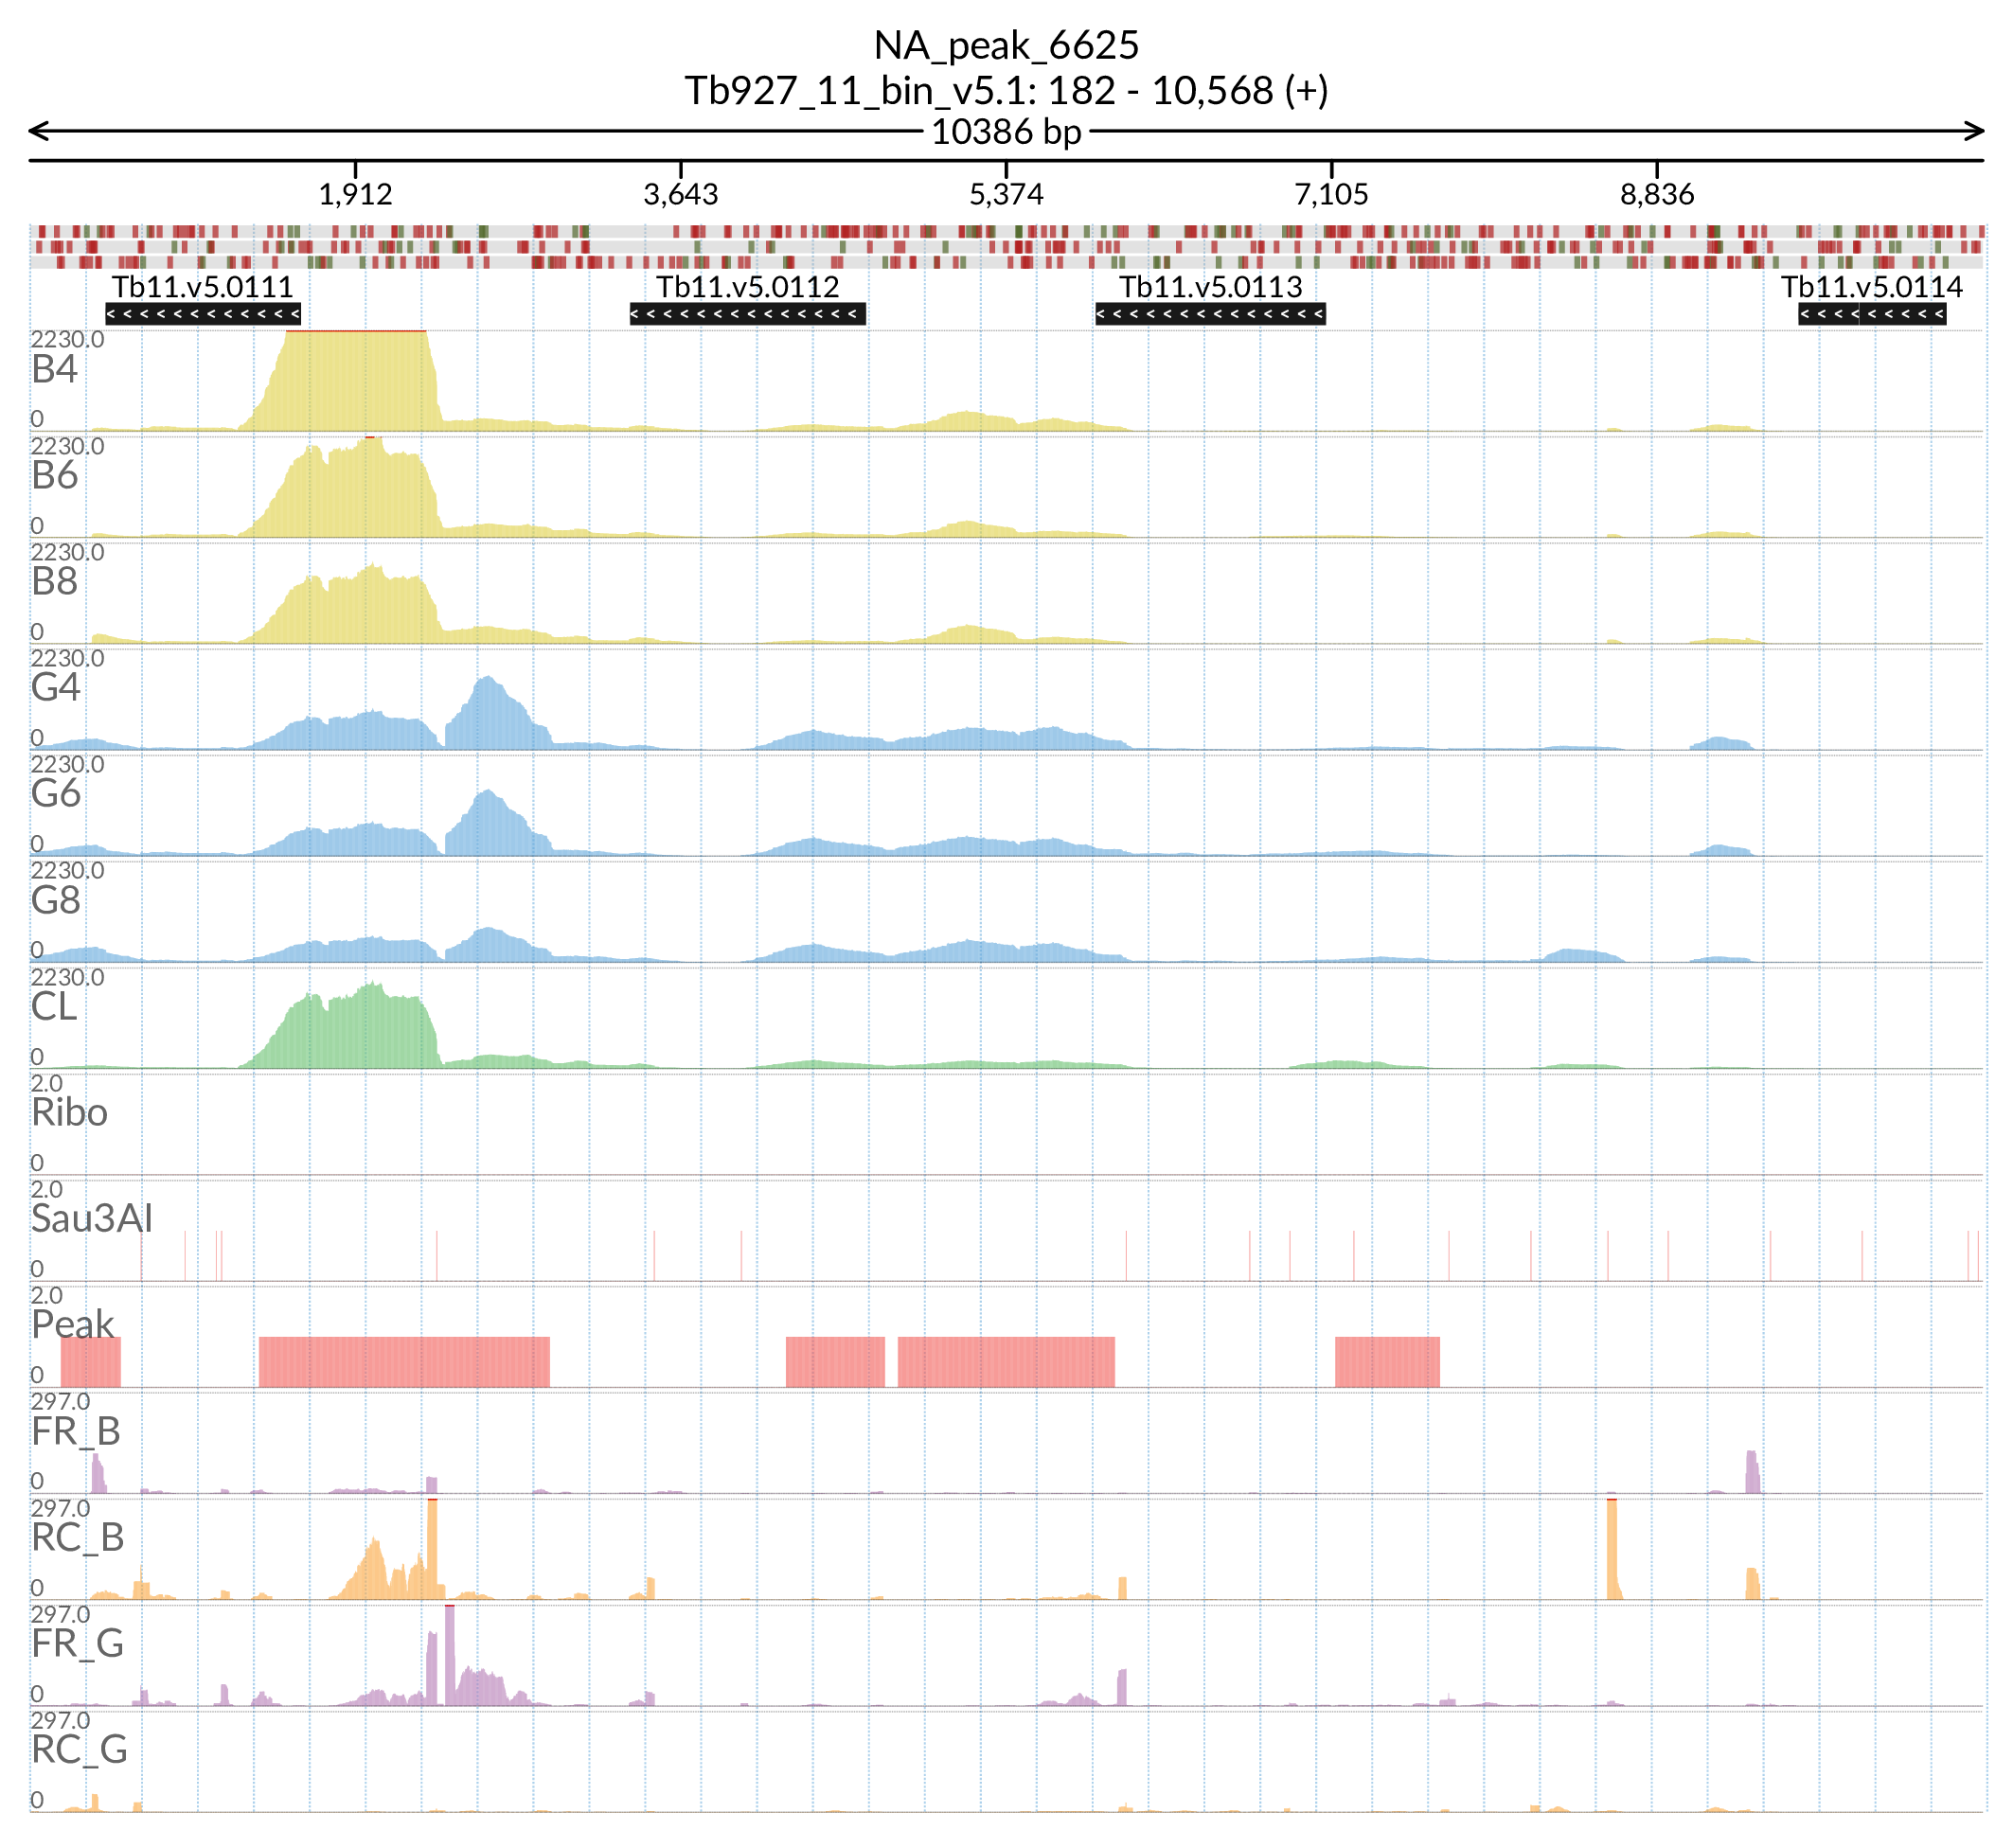 NA_peak_6625
Tb927_11_bin_v5.1: 182 - 10,568 (+)
10386 bp
1,912 3,643 5,374 7,105 8,836
Tb11.v5.0111 Tb11.v5.0112 Tb11.v5.0113 Tb11.v5.0114
2230.0
B4
0
2230.0
B6
0
2230.0
B8
0
2230.0
G4
0
2230.0
G6
0
2230.0
G8
0
2230.0
CL
0
2.0
Ribo
0
2.0
Sau3AI
0
2.0
Peak
0
297.0
FR_B
0
297.0
RC_B
0
297.0
FR_G
0
297.0
RC_G
0